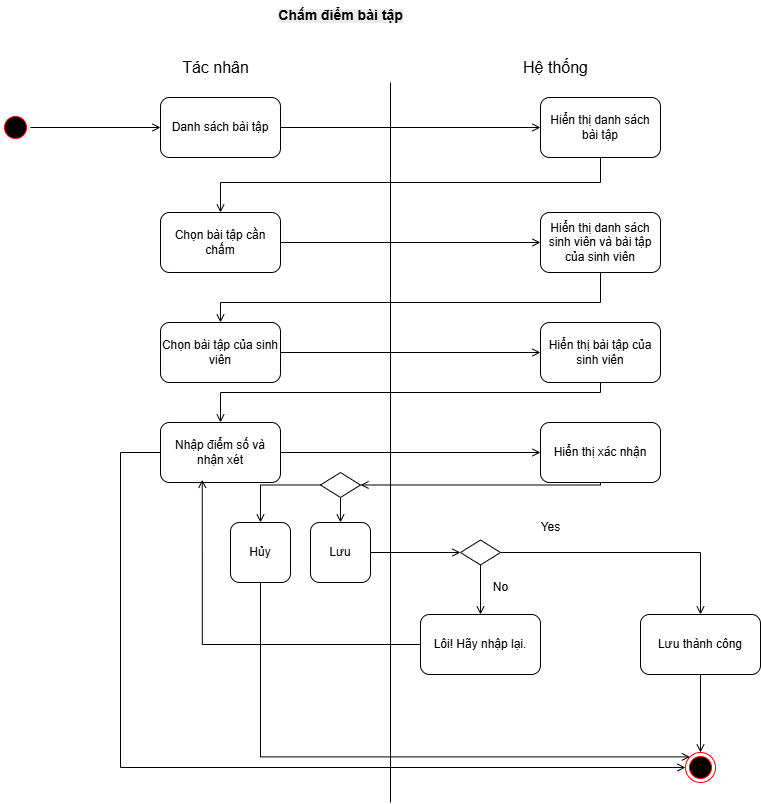 Chấm điểm bài tập
Tác nhân
Hệ thống
Danh sách bài tập
Hiển thị danh sách
bài tập
Chọn bài tập cần
chấm
Hiển thị danh sách
sinh viên và bài tập
của sinh viên
Chọn bài tập của sinh
viên
Hiển thị bài tập của
sinh viên
Nhập điểm số và
nhận xét
Hiển thị xác nhận
Hủy
Lưu
Yes
No
Lôi! Hãy nhập lại.
Lưu thành công